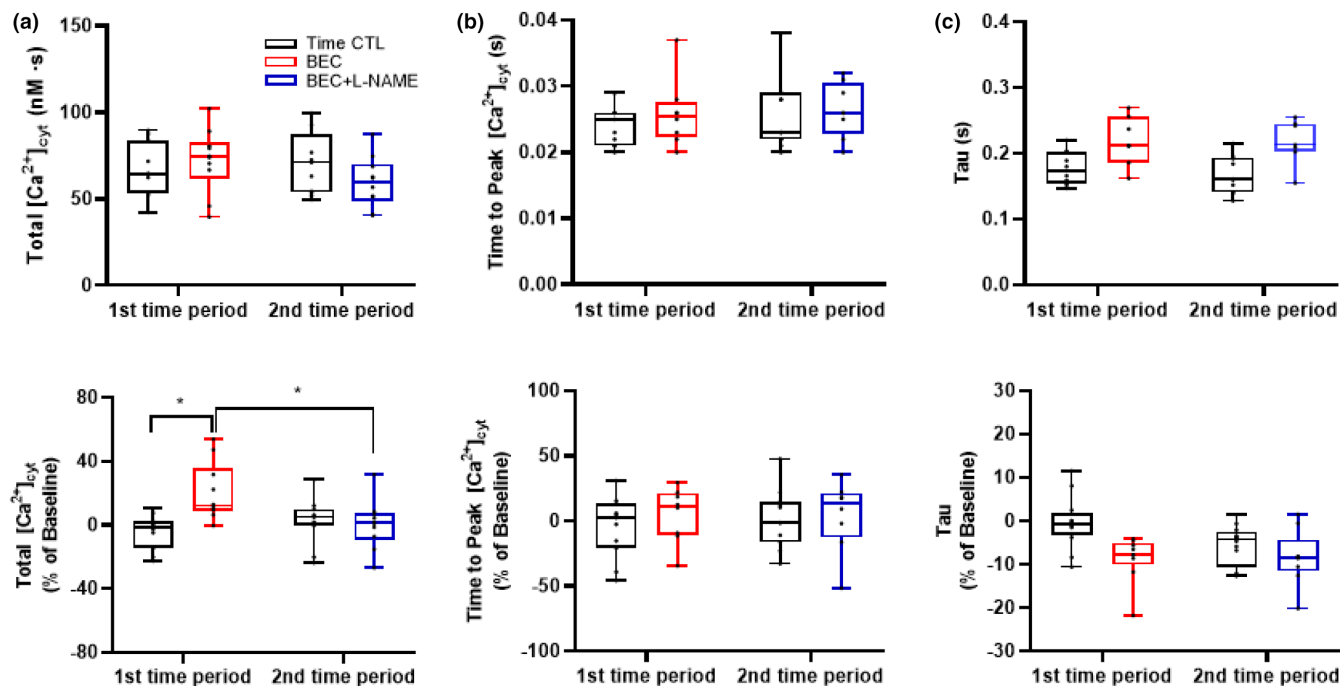 (a)
Total [Ca²⁺]cyt (nM ·s)
150
100
50
0
Time CTL
BEC
BEC+L-NAME
1st time period
2nd time period
(b)
Time to Peak [Ca²⁺]cyt (s)
0.04
0.03
0.02
0.01
0.00
1st time period
2nd time period
(c)
Tau (s)
0.4
0.3
0.2
0.1
0.0
1st time period
2nd time period
Total [Ca²⁺]cyt
(% of Baseline)
80
40
0
-40
-80
*
*
1st time period
2nd time period
Time to Peak [Ca²⁺]cyt
(% of Baseline)
100
50
0
-50
-100
1st time period
2nd time period
Tau
(% of Baseline)
30
20
10
0
-10
-20
-30
1st time period
2nd time period